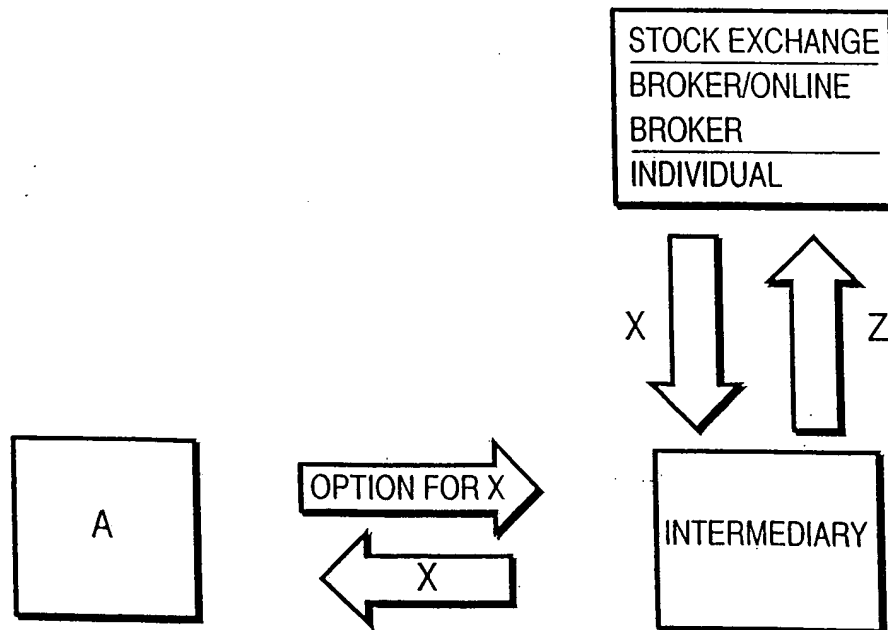 STOCK EXCHANGE
BROKER/ONLINE
BROKER
INDIVIDUAL
X
Z
A
OPTION FOR X
X
INTERMEDIARY